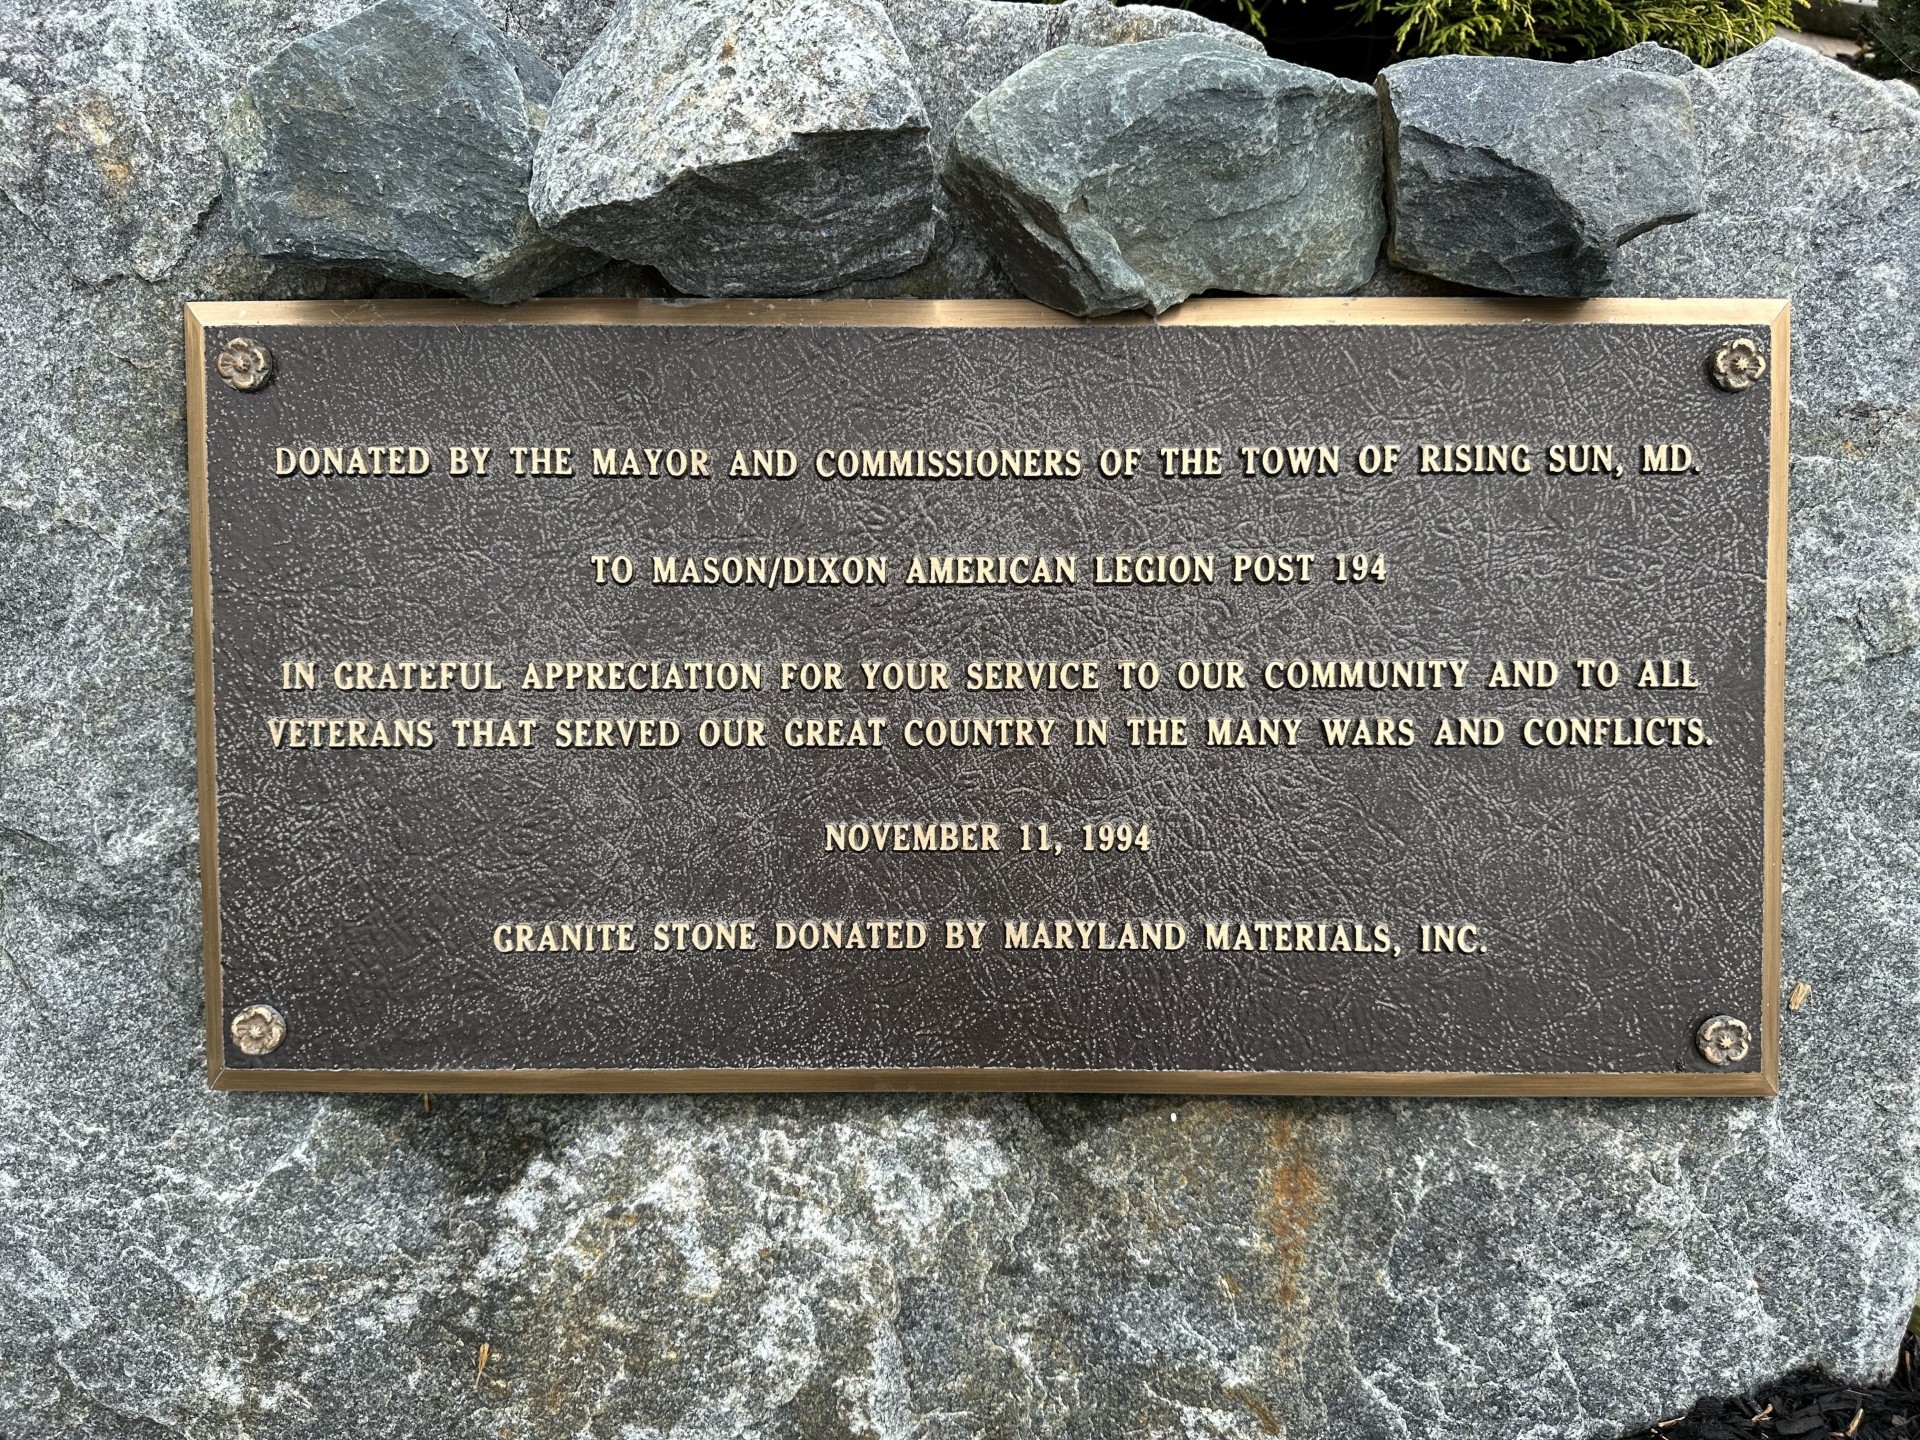 DONATED BY THE MAYOR AND COMMISSIONERS OF THE TOWN OF RISING SUN, MD.
TO MASON/DIXON AMERICAN LEGION POST 194
IN GRATEFUL APPRECIATION FOR YOUR SERVICE TO OUR COMMUNITY AND TO ALL
VETERANS THAT SERVED OUR GREAT COUNTRY IN THE MANY WARS AND CONFLICTS.
NOVEMBER 11, 1994
GRANITE STONE DONATED BY MARYLAND MATERIALS, INC.